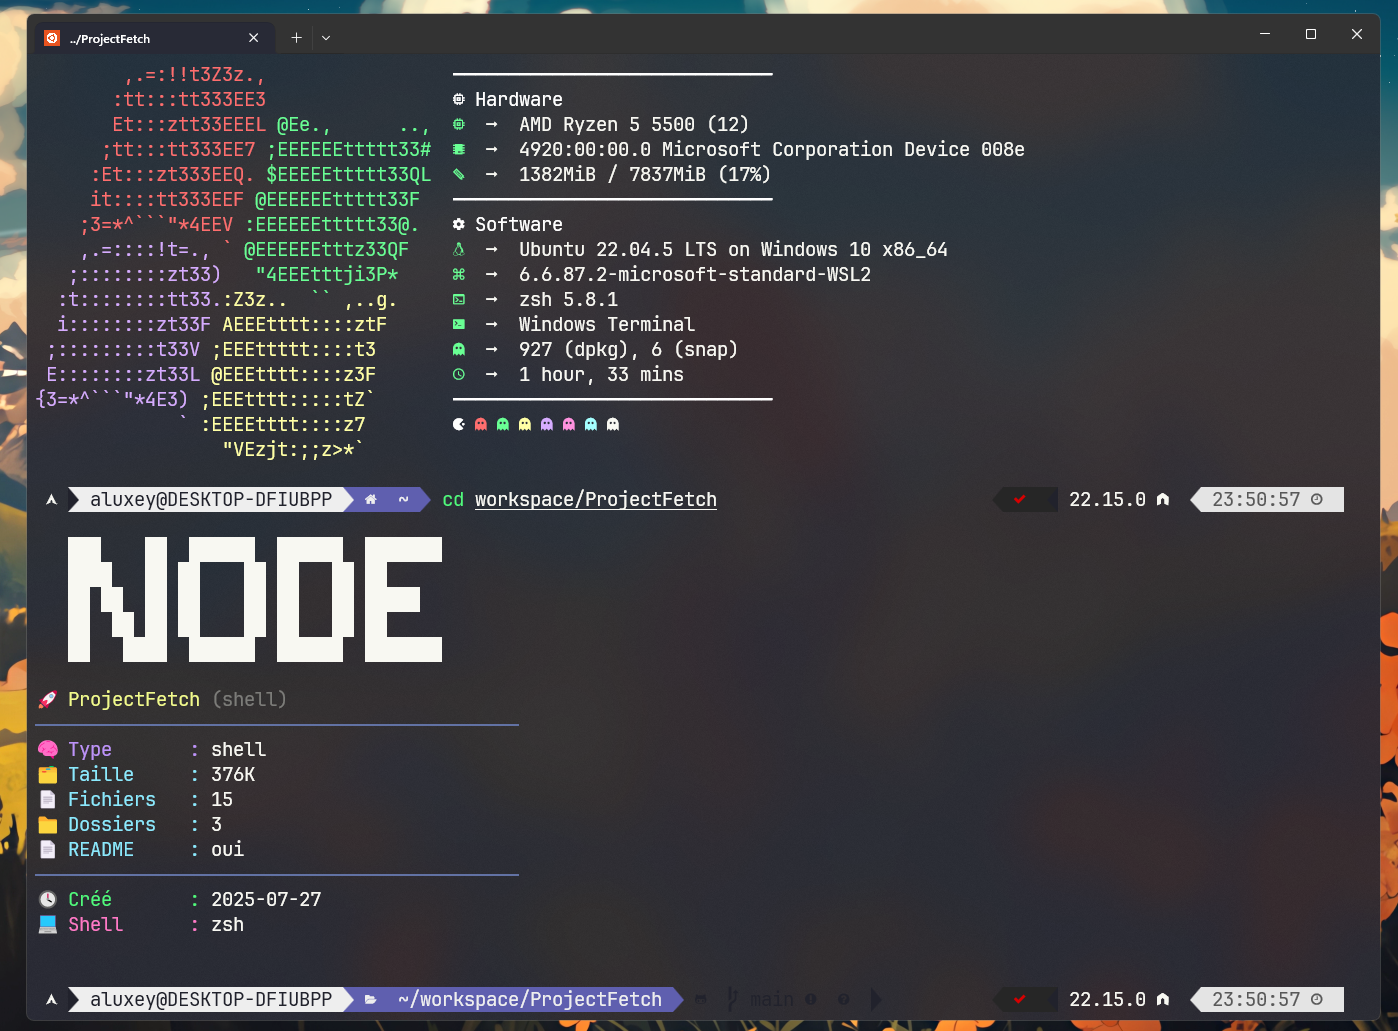 ../ProjectFetch
,.=:!!t3Z3z.,
:tt:::tt333EE3
Hardware
Et:::ztt33EEEL @Ee.,      ..,
→ AMD Ryzen 5 5500 (12)
;tt:::tt333EE7 ;EEEEEEttttt33#
→ 4920:00:00.0 Microsoft Corporation Device 008e
:Et:::zt333EEQ. $EEEEEttttt33QL
→ 1382MiB / 7837MiB (17%)
it::::tt333EEF @EEEEEEttttt33F
;3=*^```"*4EEV :EEEEEEttttt33@.
Software
,.=::::!t=., ` @EEEEEEtttz33QF
→ Ubuntu 22.04.5 LTS on Windows 10 x86_64
;::::::::zt33)   "4EEEtttji3P*
→ 6.6.87.2-microsoft-standard-WSL2
:t::::::::tt33.:Z3z..  `` ,..g.
→ zsh 5.8.1
i::::::::zt33F AEEEtttt::::ztF
→ Windows Terminal
;:::::::::t33V ;EEEttttt::::t3
→ 927 (dpkg), 6 (snap)
E::::::::zt33L @EEEtttt::::z3F
→ 1 hour, 33 mins
{3=*^```"*4E3) ;EEEtttt:::::tZ`
` :EEEEtttt::::z7
"VEzjt:;;z>*`
aluxey@DESKTOP-DFIUBPP ~ cd workspace/ProjectFetch 22.15.0 23:50:57
NODE
ProjectFetch (shell)
Type : shell
Taille : 376K
Fichiers : 15
Dossiers : 3
README : oui
Créé : 2025-07-27
Shell : zsh
aluxey@DESKTOP-DFIUBPP ~/workspace/ProjectFetch main 22.15.0 23:50:57